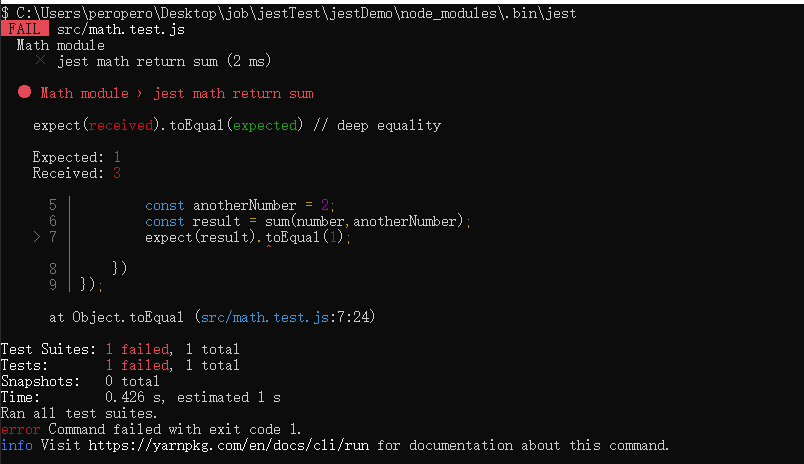 $ C:\Users\peropero\Desktop\job\jestTest\jestDemo\node_modules\.bin\jest
FAIL src/math.test.js
Math module
× jest math return sum (2 ms)
● Math module › jest math return sum
expect(received).toEqual(expected) // deep equality
Expected: 1
Received: 3
5 | const anotherNumber = 2;
6 | const result = sum(number,anotherNumber);
> 7 | expect(result).toEqual(1);
^
8 | })
9 | });
at Object.toEqual (src/math.test.js:7:24)
Test Suites: 1 failed, 1 total
Tests: 1 failed, 1 total
Snapshots: 0 total
Time: 0.426 s, estimated 1 s
Ran all test suites.
error Command failed with exit code 1.
info Visit https://yarnpkg.com/en/docs/cli/run for documentation about this command.